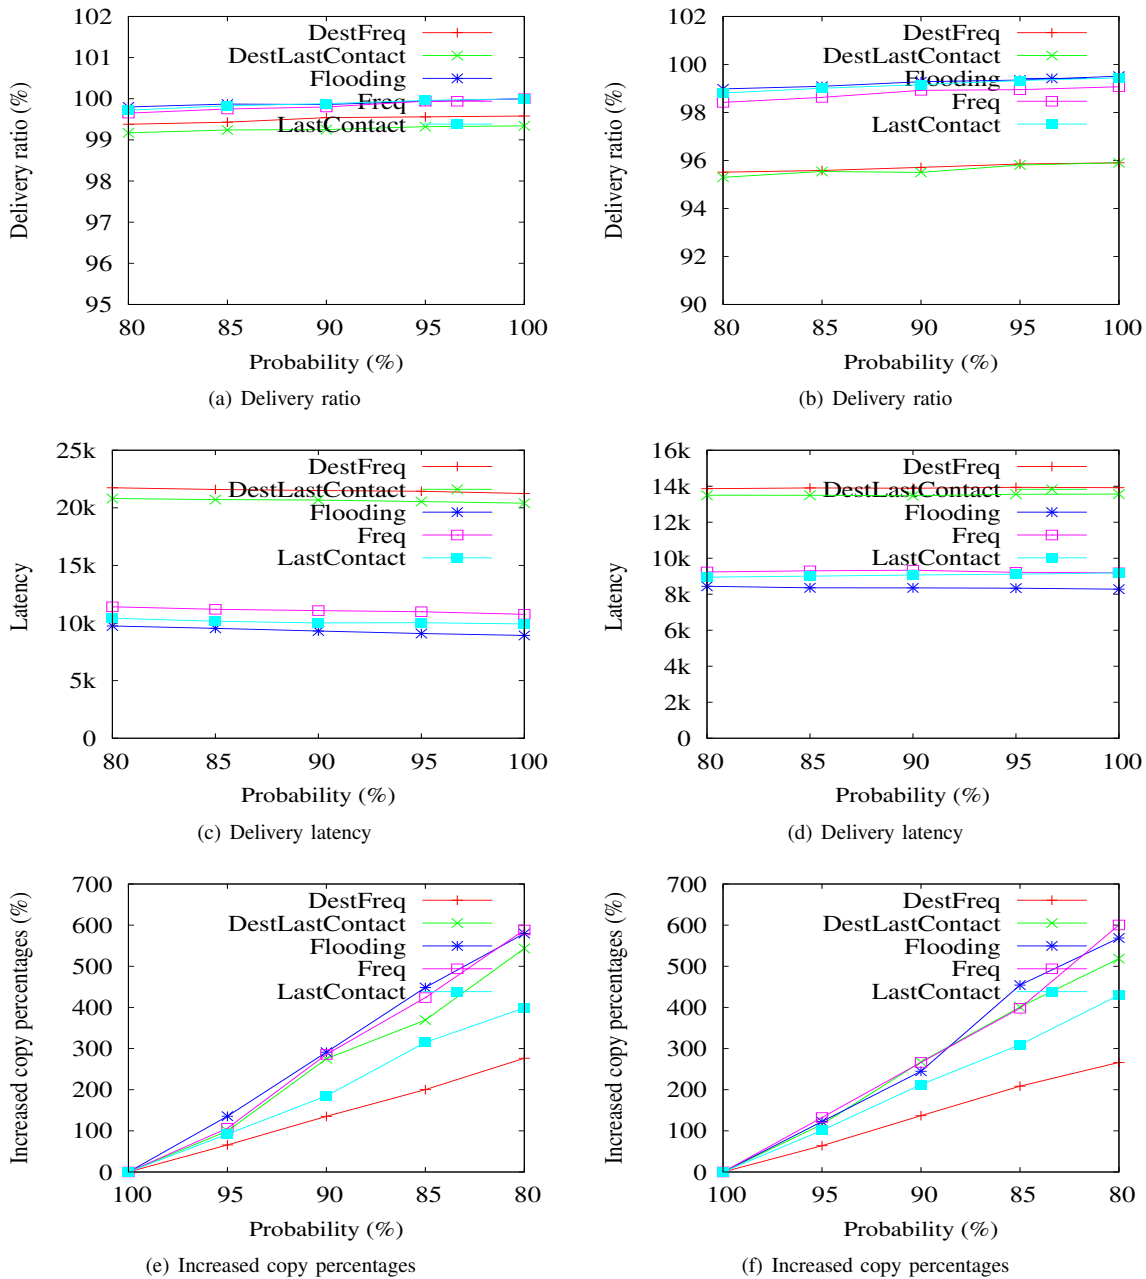 102
101
100
99
98
97
96
95
80
85
90
95
100
Delivery ratio (%)
Probability (%)
DestFreq
DestLastContact
Flooding
Freq
LastContact
(a) Delivery ratio
102
100
98
96
94
92
90
80
85
90
95
100
Delivery ratio (%)
Probability (%)
DestFreq
DestLastContact
Flooding
Freq
LastContact
(b) Delivery ratio
25k
20k
15k
10k
5k
0
80
85
90
95
100
Latency
Probability (%)
DestFreq
DestLastContact
Flooding
Freq
LastContact
(c) Delivery latency
16k
14k
12k
10k
8k
6k
4k
2k
0
80
85
90
95
100
Latency
Probability (%)
DestFreq
DestLastContact
Flooding
Freq
LastContact
(d) Delivery latency
700
600
500
400
300
200
100
0
100
95
90
85
80
Increased copy percentages (%)
Probability (%)
DestFreq
DestLastContact
Flooding
Freq
LastContact
(e) Increased copy percentages
700
600
500
400
300
200
100
0
100
95
90
85
80
Increased copy percentages (%)
Probability (%)
DestFreq
DestLastContact
Flooding
Freq
LastContact
(f) Increased copy percentages